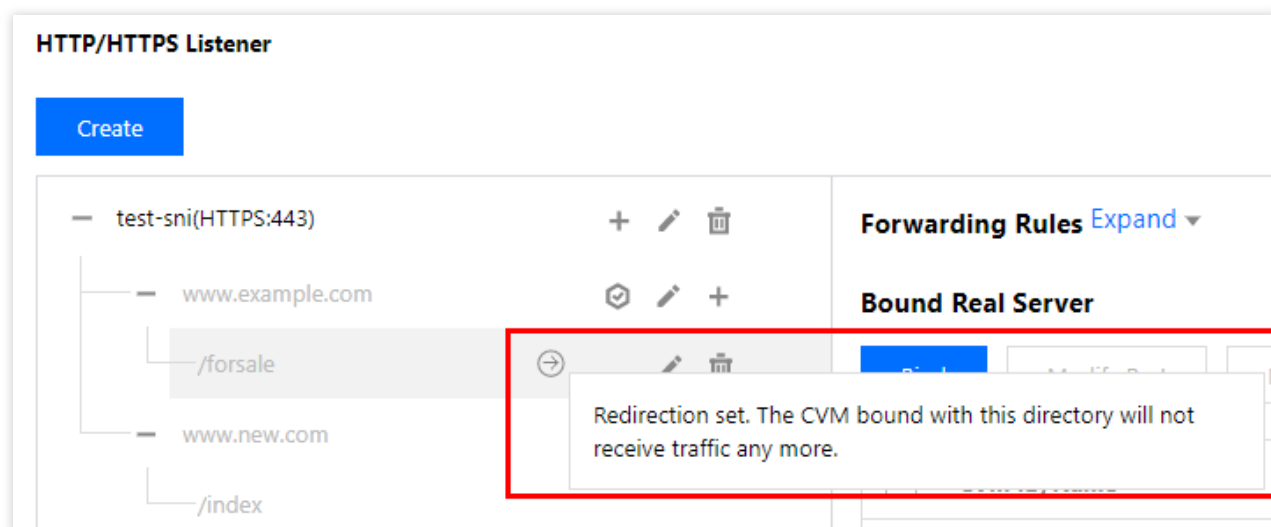 HTTP/HTTPS Listener
Create
test-sni(HTTPS:443)
www.example.com
/forsale
www.new.com
/index
Forwarding Rules Expand
Bound Real Server
Redirection set. The CVM bound with this directory will not
receive traffic any more.